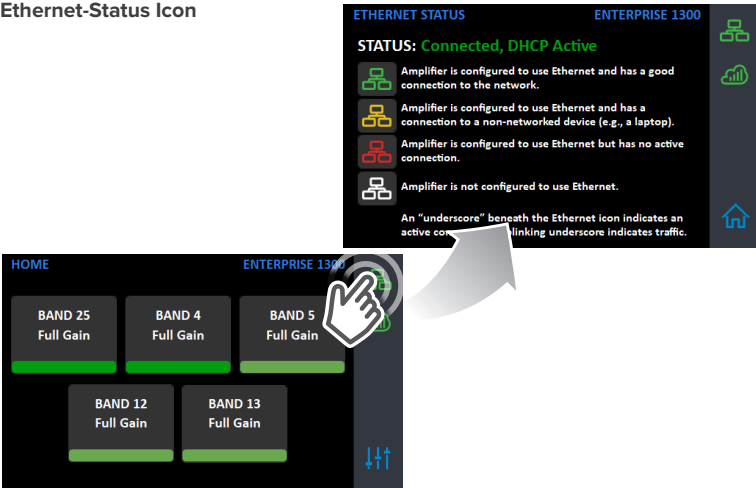 Ethernet-Status Icon
ETHERNET STATUS
ENTERPRISE 1300
STATUS: Connected, DHCP Active
Amplifier is configured to use Ethernet and has a good
connection to the network.
Amplifier is configured to use Ethernet and has a
connection to a non-networked device (e.g., a laptop).
Amplifier is configured to use Ethernet but has no active
connection.
Amplifier is not configured to use Ethernet.
An “underscore” beneath the Ethernet icon indicates an
active blinking underscore indicates traffic.
HOME
ENTERPRISE 1300
BAND 25
Full Gain
BAND 4
Full Gain
BAND 5
Full Gain
BAND 12
Full Gain
BAND 13
Full Gain